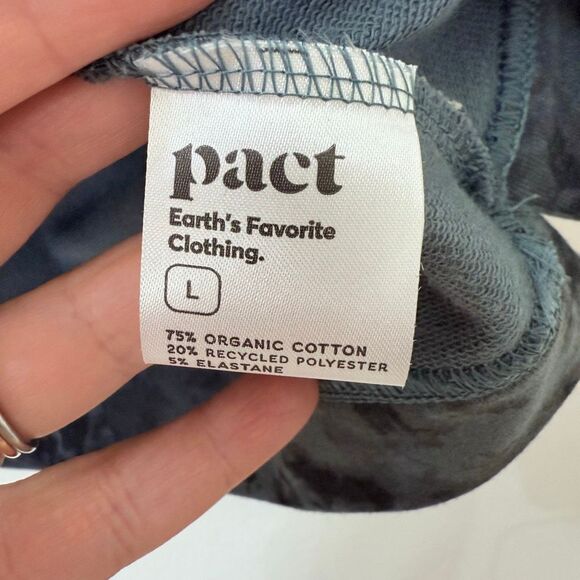 pact
Earth's Favorite
Clothing.
L
75% ORGANIC COTTON
20% RECYCLED POLYESTER
5% ELASTANE